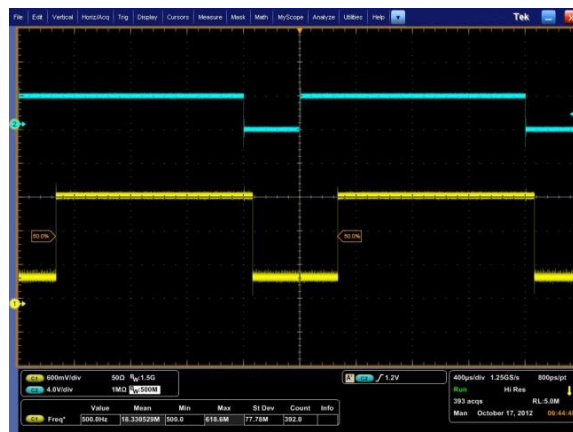 File Edit Vertical Horiz/Acq Trig Display Cursors Measure Mask Math MyScope Analyze Utilities Help Tek
2
50.0% 50.0%
1
C1 600mV/div 50Ω BW:1.5G
C2 4.0V/div 1MΩ BW:500M
A' C2 1.2V
400µs/div 1.25GS/s 800ps/pt
Run Hi Res
393 acqs RL:5.0M
Man October 17, 2012
Value Mean Min Max St Dev Count Info
C1 Freq* 500.0Hz 18.330529M 500.0 618.6M 77.78M 392.0